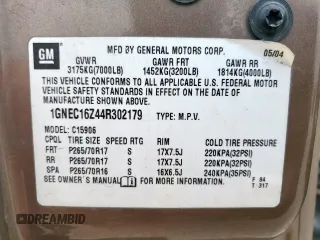 GM
MFD BY GENERAL MOTORS CORP.
05/04
GVWR GAWR FRT GAWR RR
3175KG(7000LB) 1452KG(3200LB) 1814KG(4000LB)
THIS VEHICLE CONFORMS TO ALL APPLICABLE U.S. FEDERAL MOTOR
VEHICLE SAFETY STANDARDS IN EFFECT ON THE DATE OF
MANUFACTURE SHOWN ABOVE.
1GNEC16Z44R302179 TYPE: M.P.V.
MODEL: C15906
CPQL TIRE SIZE SPEED RTG RIM COLD TIRE PRESSURE
FRT P265/70R17 S 17X7.5J 220KPA(32PSI)
RR P265/70R17 S 17X7.5J 220KPA(32PSI)
SPA P265/70R16 S 16X6.5J 240KPA(35PSI)
SEE OWNER'S MANUAL FOR ADDITIONAL INFORMATION.
F 84
T 317
DREAMBID